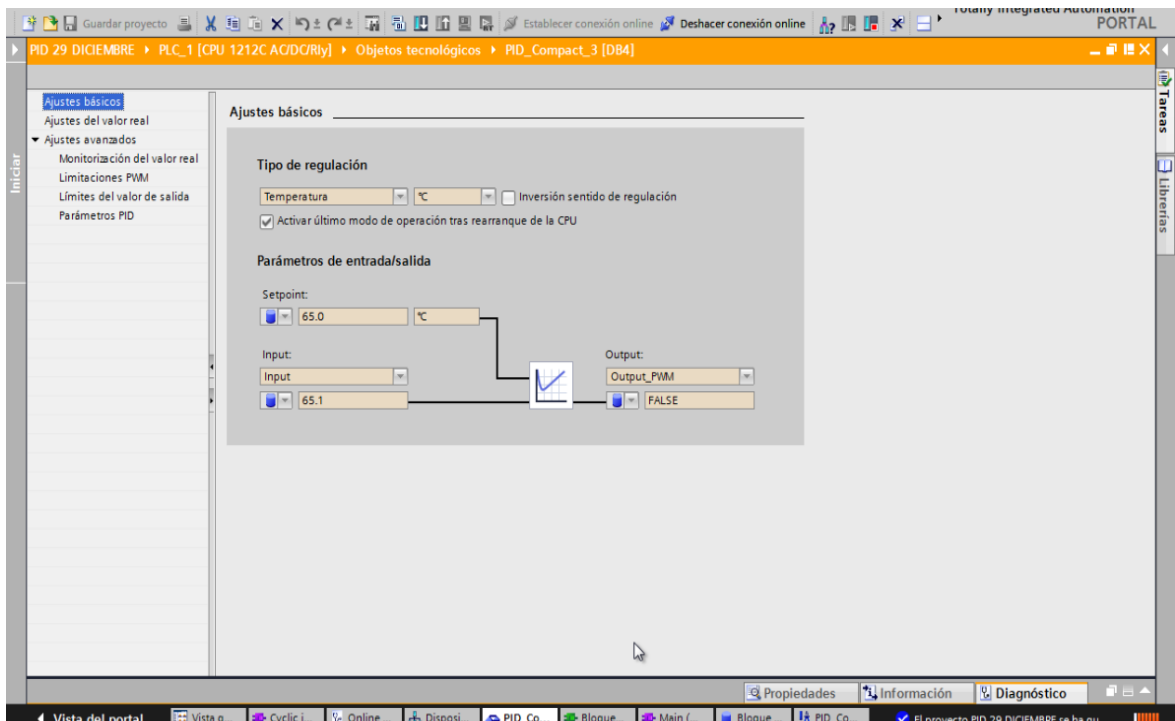 Totally Integrated Automation
PORTAL
Guardar proyecto
Establecer conexión online
Deshacer conexión online
PID 29 DICIEMBRE
PLC_1 [CPU 1212C AC/DC/Rly]
Objetos tecnológicos
PID_Compact_3 [DB4]
Iniciar
Ajustes básicos
Ajustes del valor real
Ajustes avanzados
Monitorización del valor real
Limitaciones PWM
Límites del valor de salida
Parámetros PID
Ajustes básicos
Tipo de regulación
Temperatura
°C
Inversión sentido de regulación
Activar último modo de operación tras rearranque de la CPU
Parámetros de entrada/salida
Setpoint:
65.0
°C
Input:
Input
65.1
Output:
Output_PWM
FALSE
Tareas
Librerías
Propiedades
Información
Diagnóstico
Vista del portal
Vista g...
Cyclic i...
Online ...
Disposi...
PID_Co...
Bloque ...
Main (...
Bloque ...
PID_Co...
El proyecto PID 29 DICIEMBRE se ha gu...